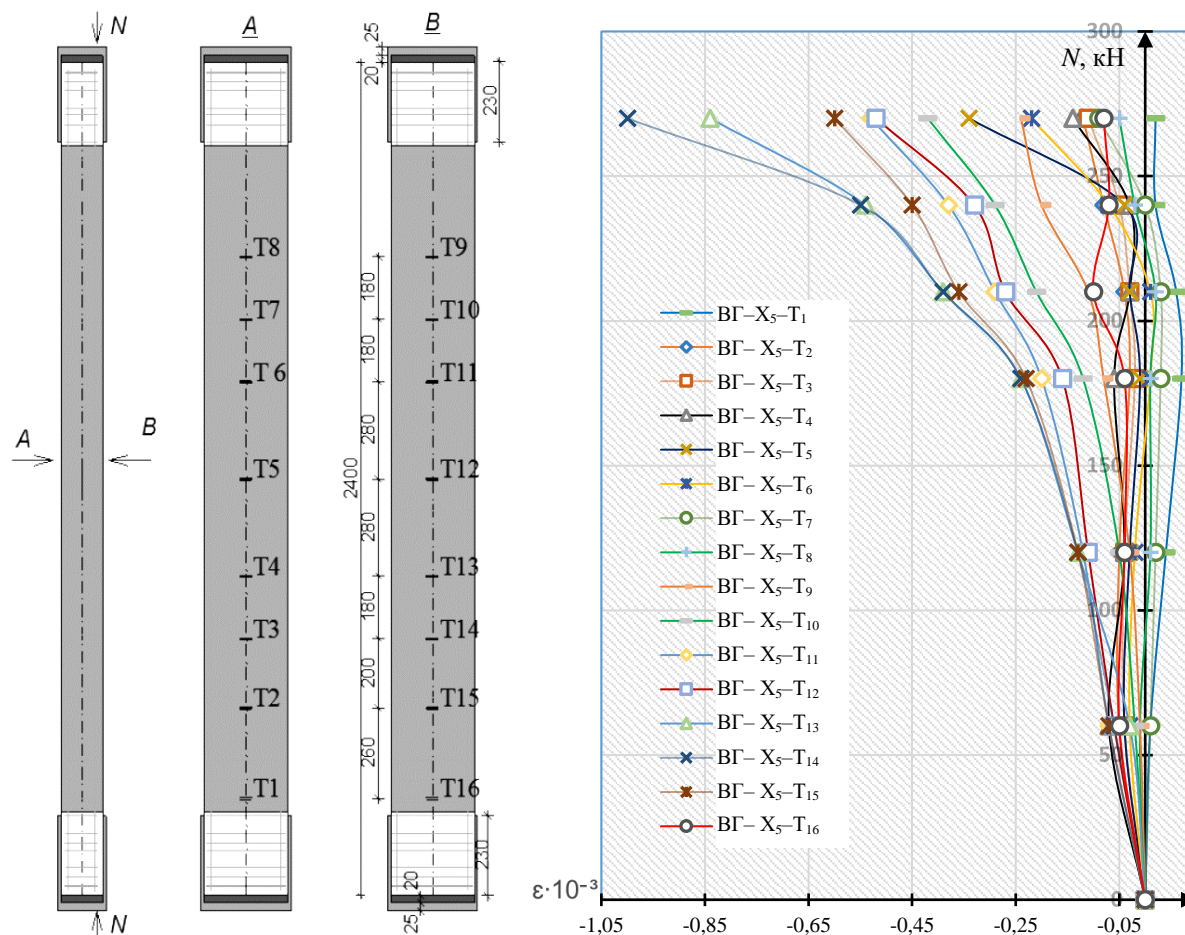 N
A
B
25
20
230
T8
T9
180
T7
T10
180
T 6
T11
280
A
B
2400
T5
T12
280
T4
T13
180
T3
T14
200
T2
T15
260
T1
T16
230
20
25
N
300
N, кН
250
200
150
100
50
ВГ–Х₅–Т₁
ВГ– Х₅–Т₂
ВГ– Х₅–Т₃
ВГ– Х₅–Т₄
ВГ– Х₅–Т₅
ВГ– Х₅–Т₆
ВГ– Х₅–Т₇
ВГ– Х₅–Т₈
ВГ– Х₅–Т₉
ВГ– Х₅–Т₁₀
ВГ– Х₅–Т₁₁
ВГ– Х₅–Т₁₂
ВГ– Х₅–Т₁₃
ВГ– Х₅–Т₁₄
ВГ– Х₅–Т₁₅
ВГ– Х₅–Т₁₆
ε·10⁻³
-1,05 -0,85 -0,65 -0,45 -0,25 -0,05